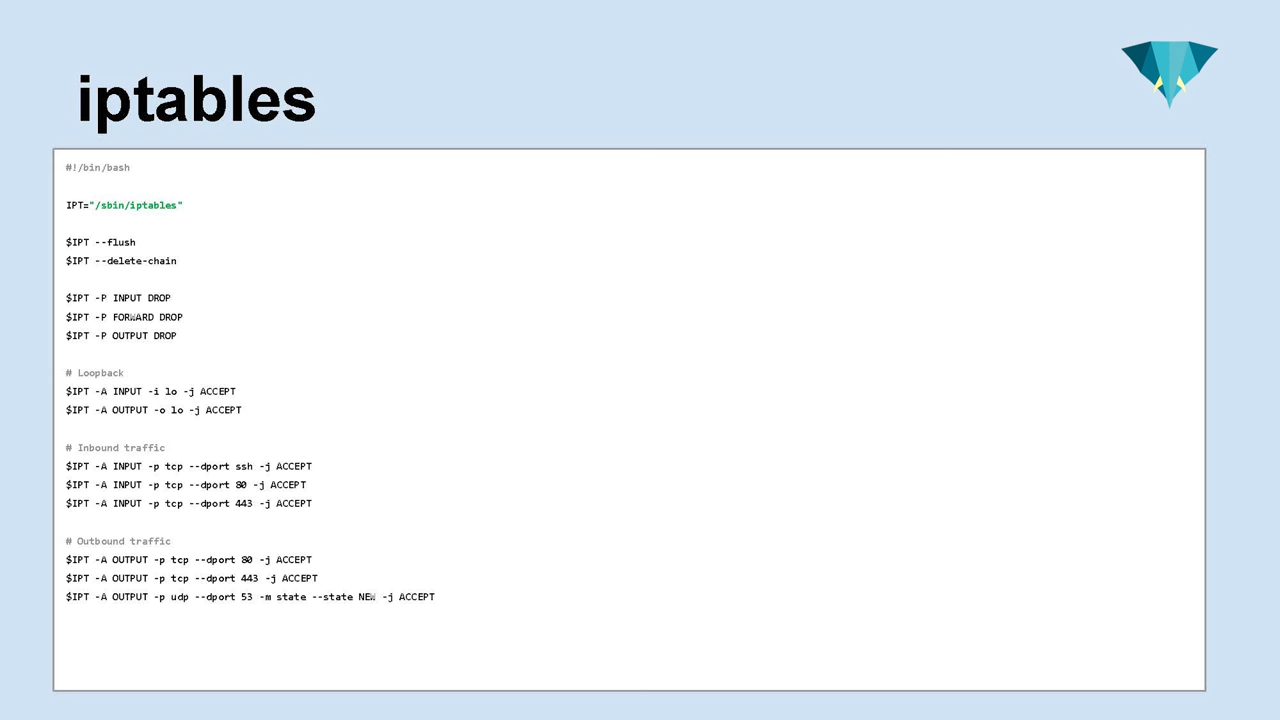 iptables
#!/bin/bash
IPT="/sbin/iptables"
$IPT --flush
$IPT --delete-chain
$IPT -P INPUT DROP
$IPT -P FORWARD DROP
$IPT -P OUTPUT DROP
# Loopback
$IPT -A INPUT -i lo -j ACCEPT
$IPT -A OUTPUT -o lo -j ACCEPT
# Inbound traffic
$IPT -A INPUT -p tcp --dport ssh -j ACCEPT
$IPT -A INPUT -p tcp --dport 80 -j ACCEPT
$IPT -A INPUT -p tcp --dport 443 -j ACCEPT
# Outbound traffic
$IPT -A OUTPUT -p tcp --dport 80 -j ACCEPT
$IPT -A OUTPUT -p tcp --dport 443 -j ACCEPT
$IPT -A OUTPUT -p udp --dport 53 -m state --state NEW -j ACCEPT